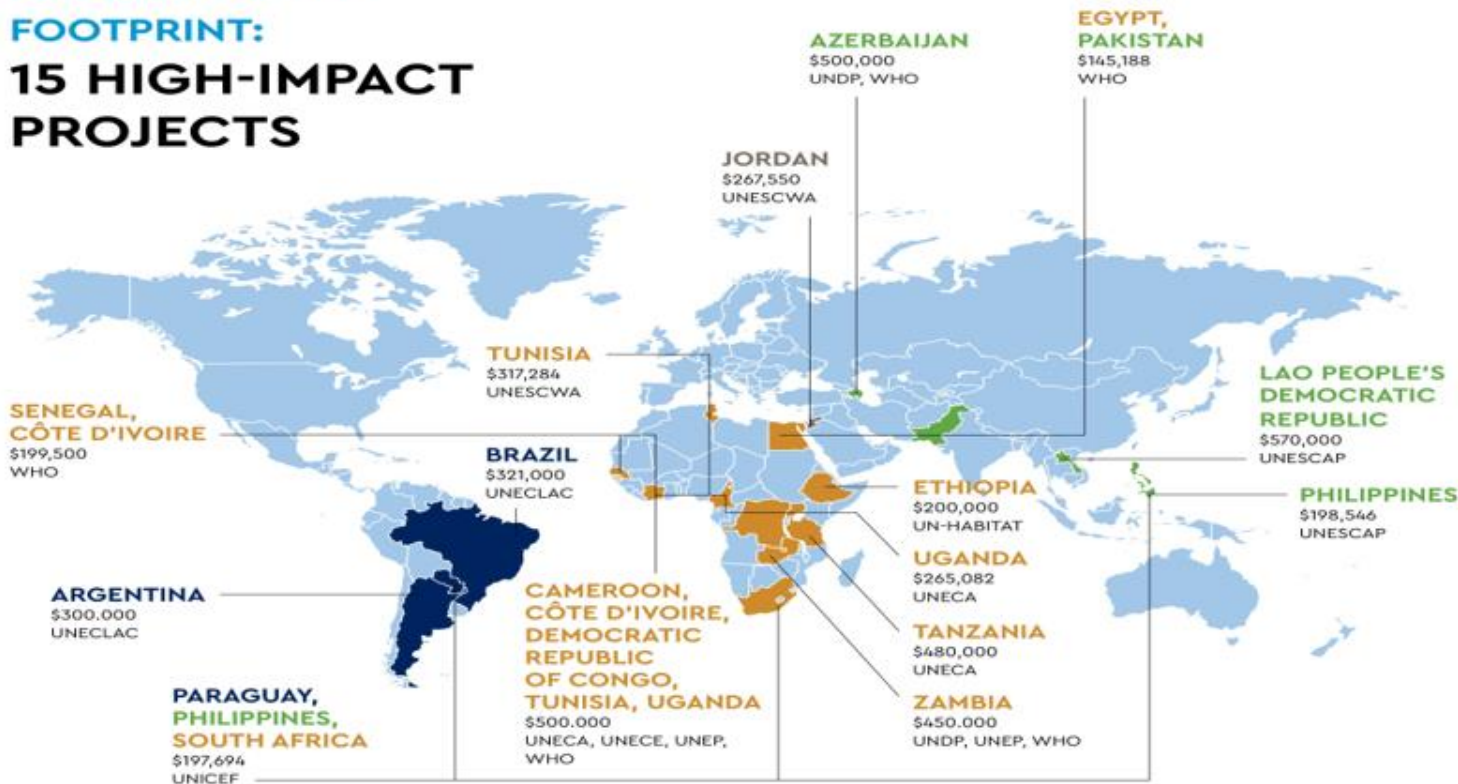 FOOTPRINT:
15 HIGH-IMPACT
PROJECTS
AZERBAIJAN
$500,000
UNDP, WHO
EGYPT,
PAKISTAN
$145,188
WHO
JORDAN
$267,550
UNESCWA
TUNISIA
$317,284
UNESCWA
SENEGAL,
CÔTE D'IVOIRE
$199,500
WHO
BRAZIL
$321,000
UNECLAC
LAO PEOPLE'S
DEMOCRATIC
REPUBLIC
$570,000
UNESCAP
PHILIPPINES
$198,546
UNESCAP
ETHIOPIA
$200,000
UN-HABITAT
UGANDA
$265,082
UNECA
TANZANIA
$480,000
UNECA
ZAMBIA
$450.000
UNDP, UNEP, WHO
ARGENTINA
$300.000
UNECLAC
CAMEROON,
CÔTE D'IVOIRE,
DEMOCRATIC
REPUBLIC
OF CONGO,
TUNISIA, UGANDA
$500.000
UNECA, UNECE, UNEP,
WHO
PARAGUAY,
PHILIPPINES,
SOUTH AFRICA
$197,694
UNICEF